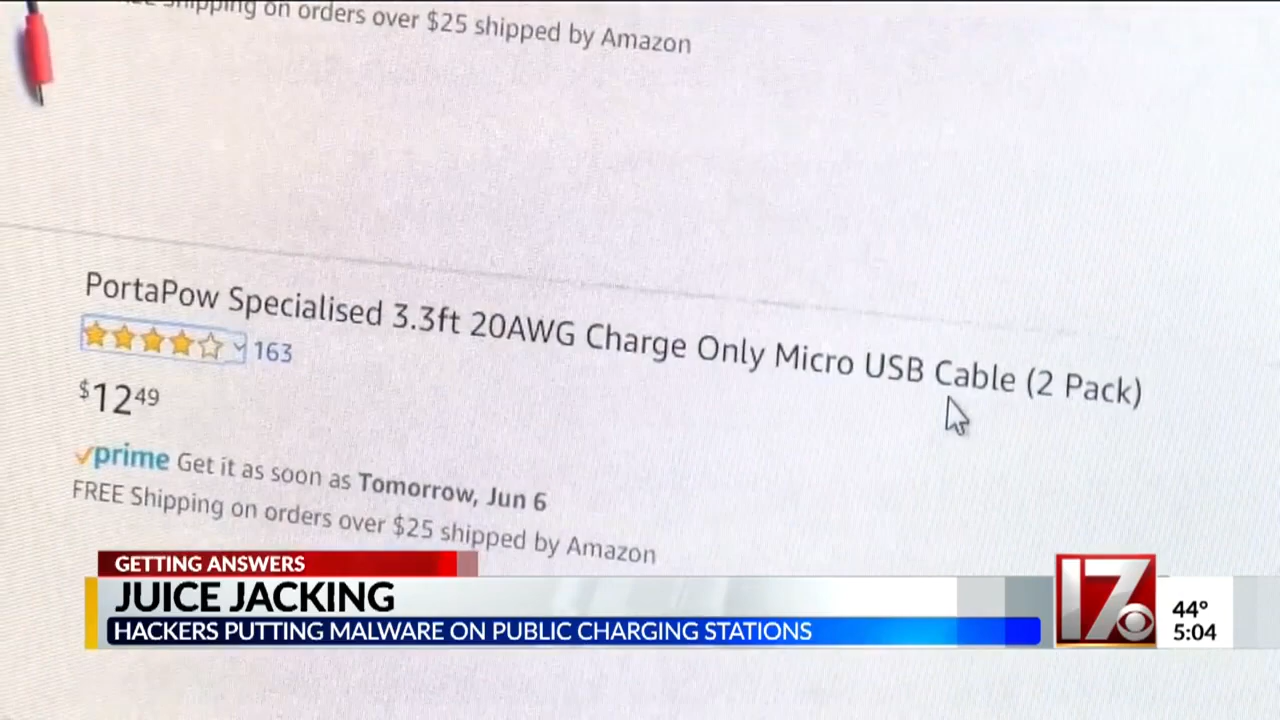 Shipping on orders over $25 shipped by Amazon
PortaPow Specialised 3.3ft 20AWG Charge Only Micro USB Cable (2 Pack)
163
$12.49
prime Get it as soon as Tomorrow, Jun 6
FREE Shipping on orders over $25 shipped by Amazon
GETTING ANSWERS
JUICE JACKING
HACKERS PUTTING MALWARE ON PUBLIC CHARGING STATIONS
17
44°
5:04